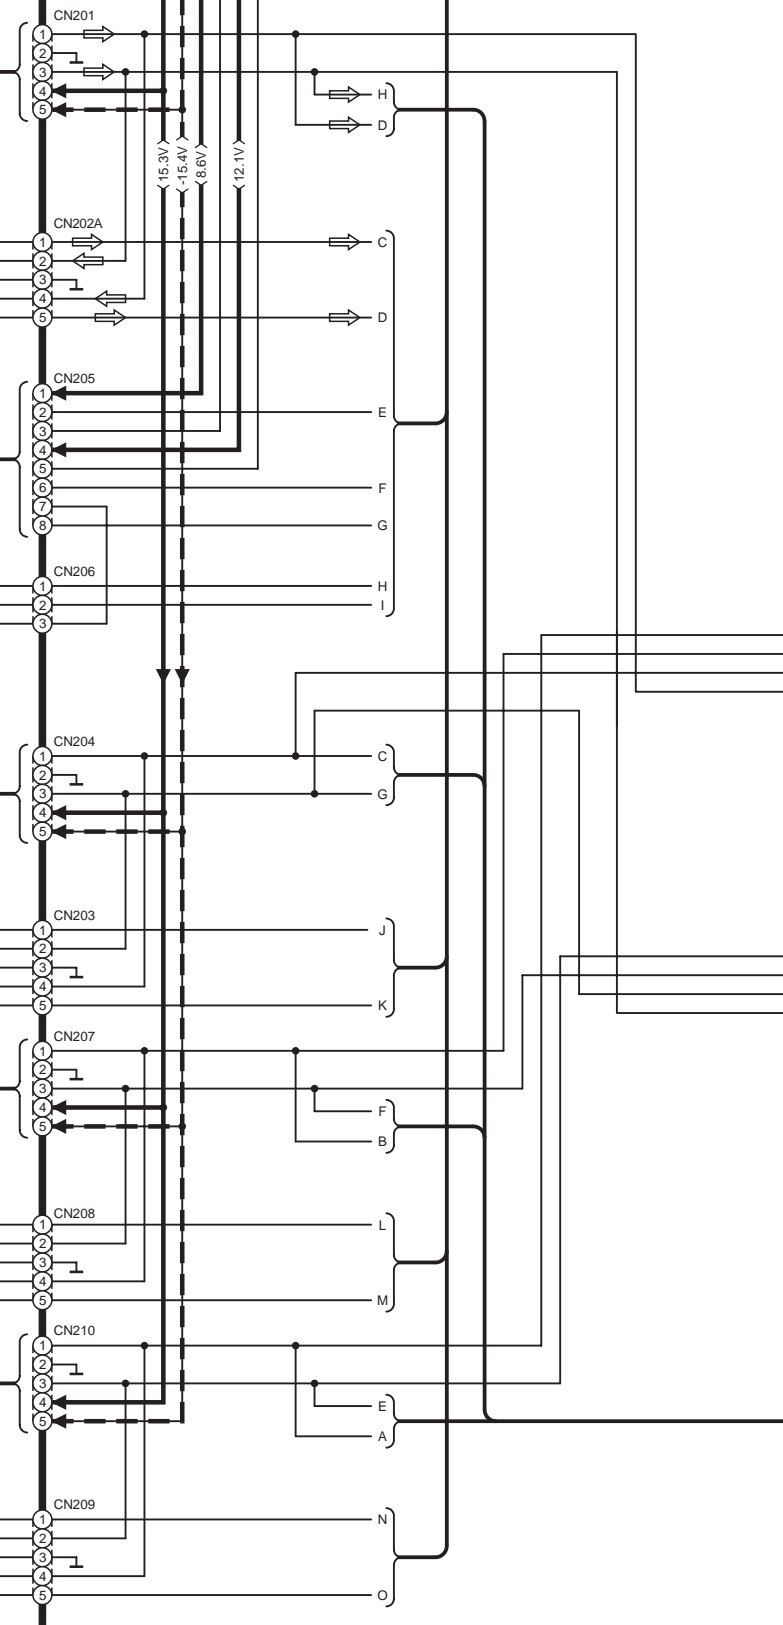 CN201
1
2
3
4 H
5 D
15.3V -15.4V 8.6V 12.1V
CN202A
1 C
2
3
4
5 D
CN205
1
2 E
3
4
5
6 F
7
8 G
CN206
1 H
2 I
3
CN204
1 C
2
3 G
4
5
CN203
1 J
2
3
4
5 K
CN207
1
2
3
4 F
5 B
CN208
1 L
2
3
4
5 M
CN210
1
2
3
4 E
5 A
CN209
1 N
2
3
4
5 O